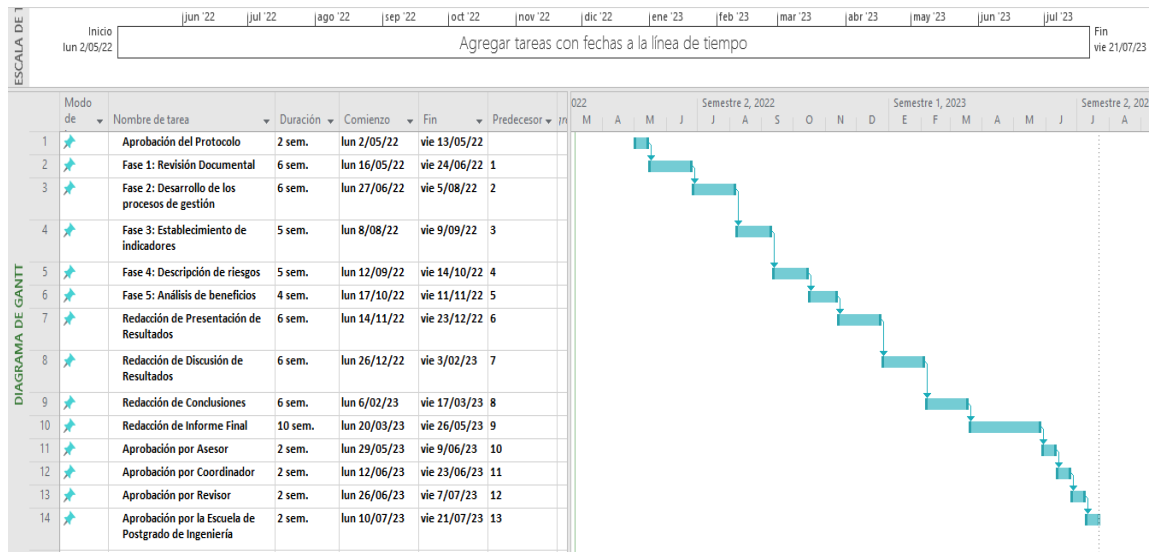 ESCALA DE T
jun '22 jul '22 ago '22 sep '22 oct '22 nov '22 dic '22 ene '23 feb '23 mar '23 abr '23 may '23 jun '23 jul '23
Inicio
lun 2/05/22
Agregar tareas con fechas a la línea de tiempo
Fin
vie 21/07/23
DIAGRAMA DE GANTT
Modo
de
Nombre de tarea Duración Comienzo Fin Predecesor
022 Semestre 2, 2022 Semestre 1, 2023 Semestre 2, 202
M A M J J A S O N D E F M A M J J A
1 Aprobación del Protocolo 2 sem. lun 2/05/22 vie 13/05/22
2 Fase 1: Revisión Documental 6 sem. lun 16/05/22 vie 24/06/22 1
3 Fase 2: Desarrollo de los 6 sem. lun 27/06/22 vie 5/08/22 2
procesos de gestión
4 Fase 3: Establecimiento de 5 sem. lun 8/08/22 vie 9/09/22 3
indicadores
5 Fase 4: Descripción de riesgos 5 sem. lun 12/09/22 vie 14/10/22 4
6 Fase 5: Análisis de beneficios 4 sem. lun 17/10/22 vie 11/11/22 5
7 Redacción de Presentación de 6 sem. lun 14/11/22 vie 23/12/22 6
Resultados
8 Redacción de Discusión de 6 sem. lun 26/12/22 vie 3/02/23 7
Resultados
9 Redacción de Conclusiones 6 sem. lun 6/02/23 vie 17/03/23 8
10 Redacción de Informe Final 10 sem. lun 20/03/23 vie 26/05/23 9
11 Aprobación por Asesor 2 sem. lun 29/05/23 vie 9/06/23 10
12 Aprobación por Coordinador 2 sem. lun 12/06/23 vie 23/06/23 11
13 Aprobación por Revisor 2 sem. lun 26/06/23 vie 7/07/23 12
14 Aprobación por la Escuela de 2 sem. lun 10/07/23 vie 21/07/23 13
Postgrado de Ingeniería